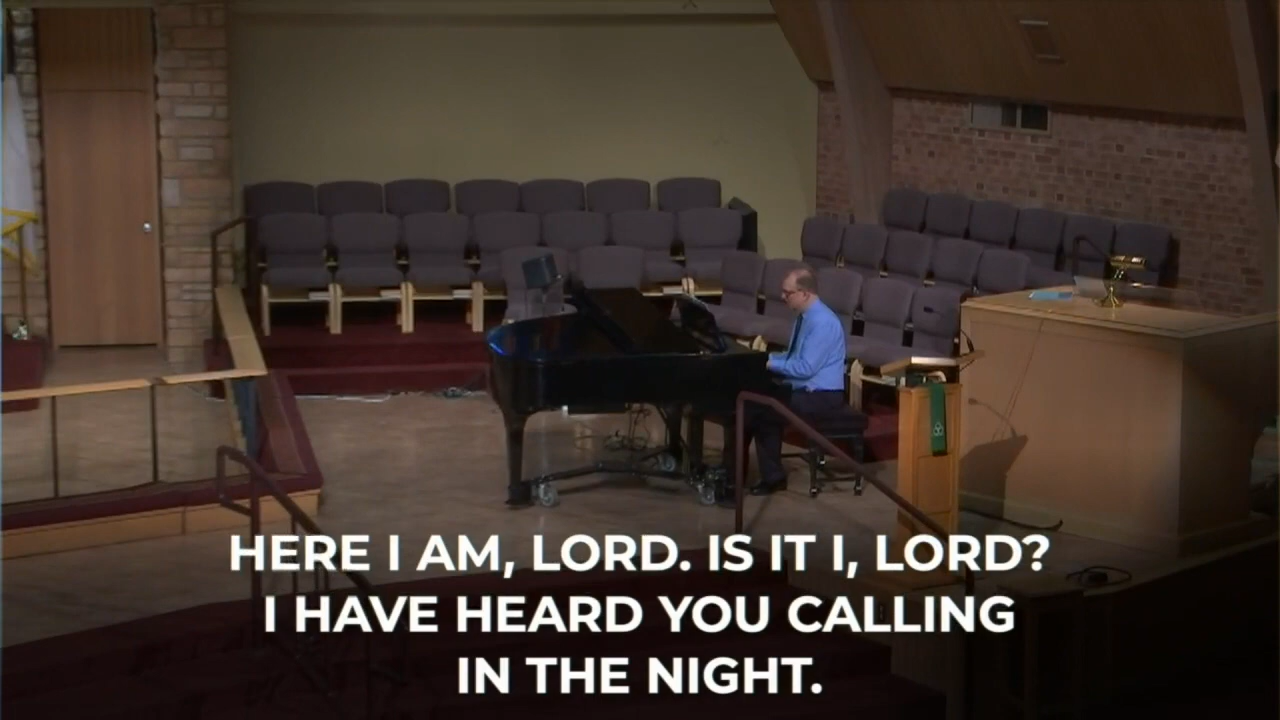 HERE I AM, LORD. IS IT I, LORD?
I HAVE HEARD YOU CALLING
IN THE NIGHT.